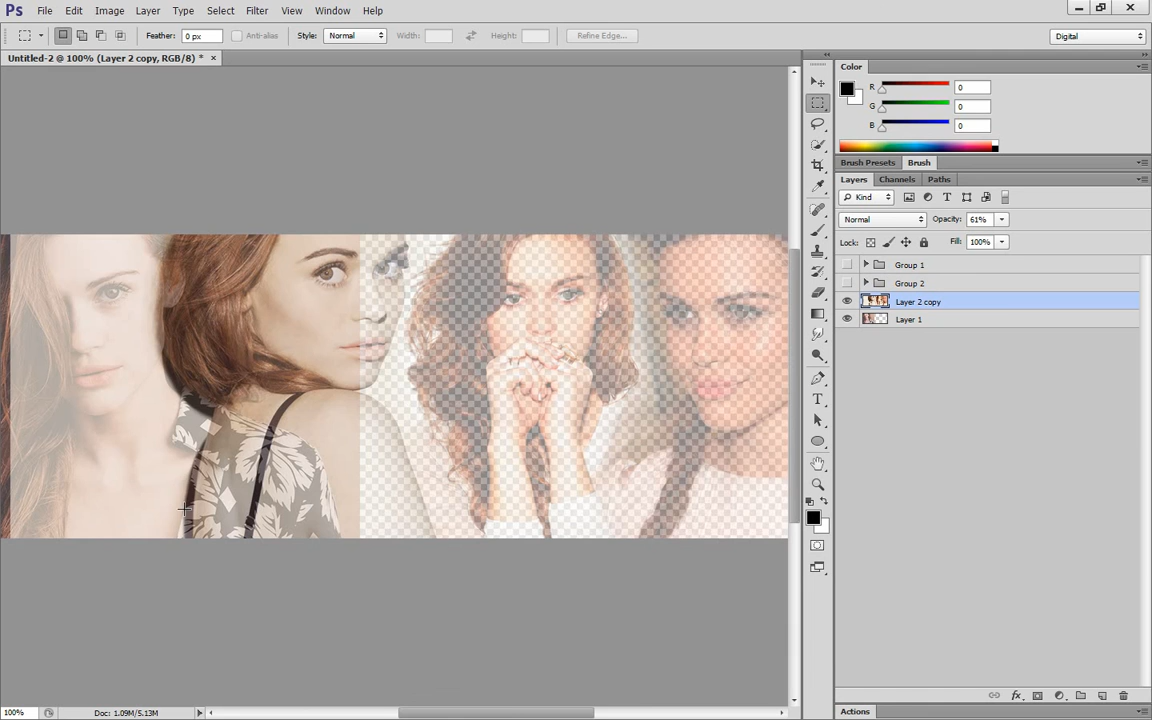 Ps File Edit Image Layer Type Select Filter View Window Help
Feather: 0 px Anti-alias Style: Normal Width: Height: Refine Edge... Digital
Untitled-2 @ 100% (Layer 2 copy, RGB/8) * ×
Color
R 0
G 0
B 0
Brush Presets Brush
Layers Channels Paths
Kind
Normal Opacity: 61%
Lock: Fill: 100%
Group 1
Group 2
Layer 2 copy
Layer 1
100% Doc: 1.09M/5.13M
Actions